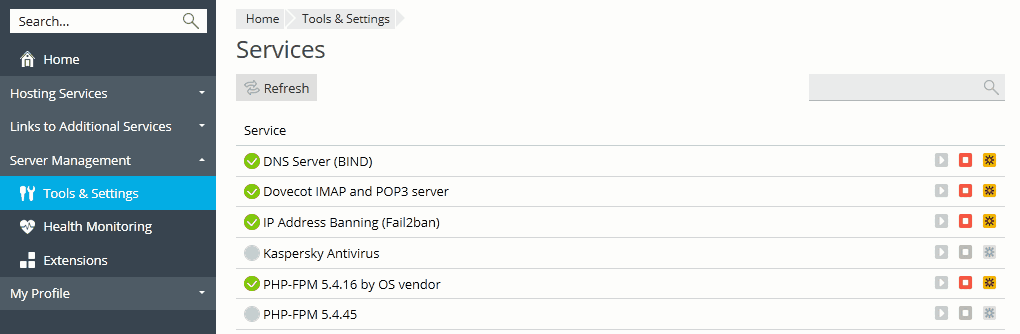 Search...
Home
Hosting Services
Links to Additional Services
Server Management
Tools & Settings
Health Monitoring
Extensions
My Profile
Home Tools & Settings
Services
Refresh
Service
DNS Server (BIND)
Dovecot IMAP and POP3 server
IP Address Banning (Fail2ban)
Kaspersky Antivirus
PHP-FPM 5.4.16 by OS vendor
PHP-FPM 5.4.45